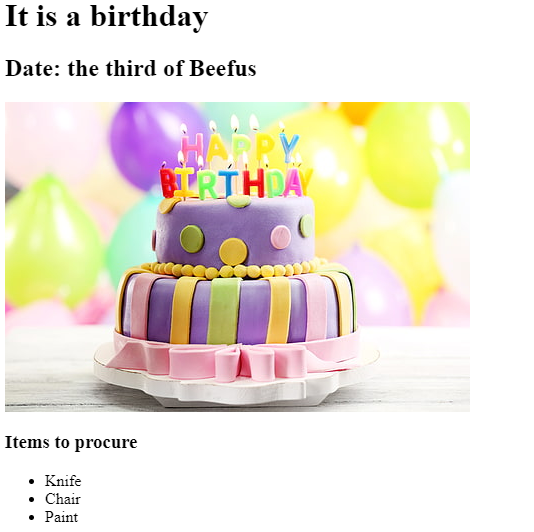 It is a birthday
Date: the third of Beefus
HAPPY
BIRTHDAY
Items to procure
Knife
Chair
Paint